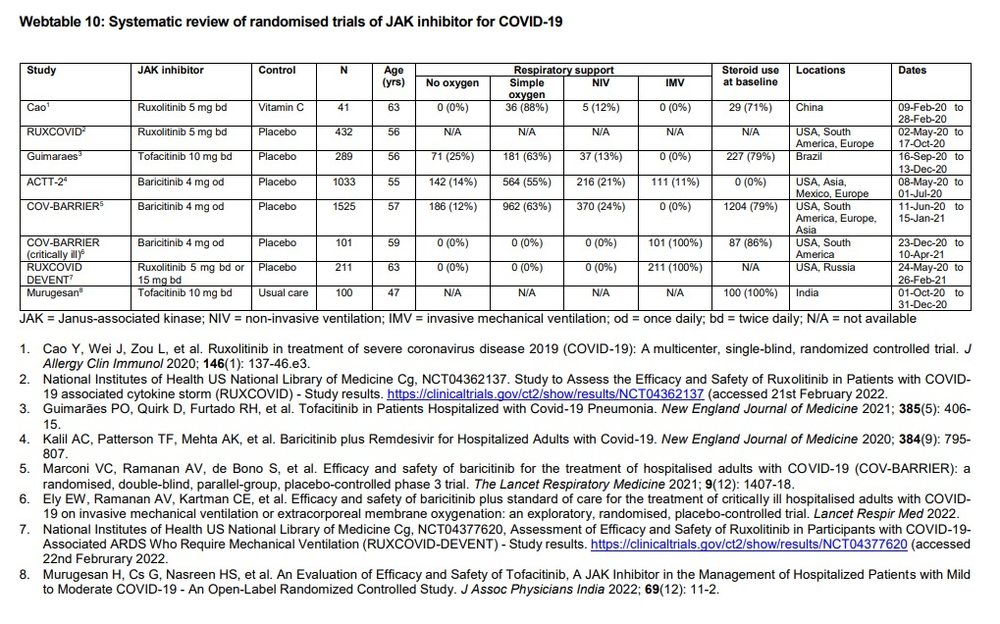 Webtable 10: Systematic review of randomised trials of JAK inhibitor for COVID-19
Study JAK inhibitor Control N Age (yrs) Respiratory support Steroid use at baseline Locations Dates
No oxygen Simple oxygen NIV IMV
Cao1 Ruxolitinib 5 mg bd Vitamin C 41 63 0 (0%) 36 (88%) 5 (12%) 0 (0%) 29 (71%) China 09-Feb-20 to 28-Feb-20
RUXCOVID2 Ruxolitinib 5 mg bd Placebo 432 56 N/A N/A N/A N/A N/A USA, South America, Europe 02-May-20 to 17-Oct-20
Guimaraes3 Tofacitinib 10 mg bd Placebo 289 56 71 (25%) 181 (63%) 37 (13%) 0 (0%) 227 (79%) Brazil 16-Sep-20 to 13-Dec-20
ACTT-24 Baricitinib 4 mg od Placebo 1033 55 142 (14%) 564 (55%) 216 (21%) 111 (11%) 0 (0%) USA, Asia, Mexico, Europe 08-May-20 to 01-Jul-20
COV-BARRIER5 Baricitinib 4 mg od Placebo 1525 57 186 (12%) 962 (63%) 370 (24%) 0 (0%) 1204 (79%) USA, South America, Europe, Asia 11-Jun-20 to 15-Jan-21
COV-BARRIER (critically ill)6 Baricitinib 4 mg od Placebo 101 59 0 (0%) 0 (0%) 0 (0%) 101 (100%) 87 (86%) USA, South America 23-Dec-20 to 10-Apr-21
RUXCOVID DEVENT7 Ruxolitinib 5 mg bd or 15 mg bd Placebo 211 63 0 (0%) 0 (0%) 0 (0%) 211 (100%) N/A USA, Russia 24-May-20 to 26-Feb-21
Murugesan8 Tofacitinib 10 mg bd Usual care 100 47 N/A N/A N/A N/A 100 (100%) India 01-Oct-20 to 31-Dec-20
JAK = Janus-associated kinase; NIV = non-invasive ventilation; IMV = invasive mechanical ventilation; od = once daily; bd = twice daily; N/A = not available
1. Cao Y, Wei J, Zou L, et al. Ruxolitinib in treatment of severe coronavirus disease 2019 (COVID-19): A multicenter, single-blind, randomized controlled trial. J
Allergy Clin Immunol 2020; 146(1): 137-46.e3.
2. National Institutes of Health US National Library of Medicine Cg, NCT04362137. Study to Assess the Efficacy and Safety of Ruxolitinib in Patients with COVID-
19 associated cytokine storm (RUXCOVID) - Study results. https://clinicaltrials.gov/ct2/show/results/NCT04362137 (accessed 21st February 2022.
3. Guimarães PO, Quirk D, Furtado RH, et al. Tofacitinib in Patients Hospitalized with Covid-19 Pneumonia. New England Journal of Medicine 2021; 385(5): 406-
15.
4. Kalil AC, Patterson TF, Mehta AK, et al. Baricitinib plus Remdesivir for Hospitalized Adults with Covid-19. New England Journal of Medicine 2020; 384(9): 795-
807.
5. Marconi VC, Ramanan AV, de Bono S, et al. Efficacy and safety of baricitinib for the treatment of hospitalised adults with COVID-19 (COV-BARRIER): a
randomised, double-blind, parallel-group, placebo-controlled phase 3 trial. The Lancet Respiratory Medicine 2021; 9(12): 1407-18.
6. Ely EW, Ramanan AV, Kartman CE, et al. Efficacy and safety of baricitinib plus standard of care for the treatment of critically ill hospitalised adults with COVID-
19 on invasive mechanical ventilation or extracorporeal membrane oxygenation: an exploratory, randomised, placebo-controlled trial. Lancet Respir Med 2022.
7. National Institutes of Health US National Library of Medicine Cg, NCT04377620, Assessment of Efficacy and Safety of Ruxolitinib in Participants with COVID-19-
Associated ARDS Who Require Mechanical Ventilation (RUXCOVID-DEVENT) - Study results. https://clinicaltrials.gov/ct2/show/results/NCT04377620 (accessed
22nd Februrary 2022.
8. Murugesan H, Cs G, Nasreen HS, et al. An Evaluation of Efficacy and Safety of Tofacitinib, A JAK Inhibitor in the Management of Hospitalized Patients with Mild
to Moderate COVID-19 - An Open-Label Randomized Controlled Study. J Assoc Physicians India 2022; 69(12): 11-2.